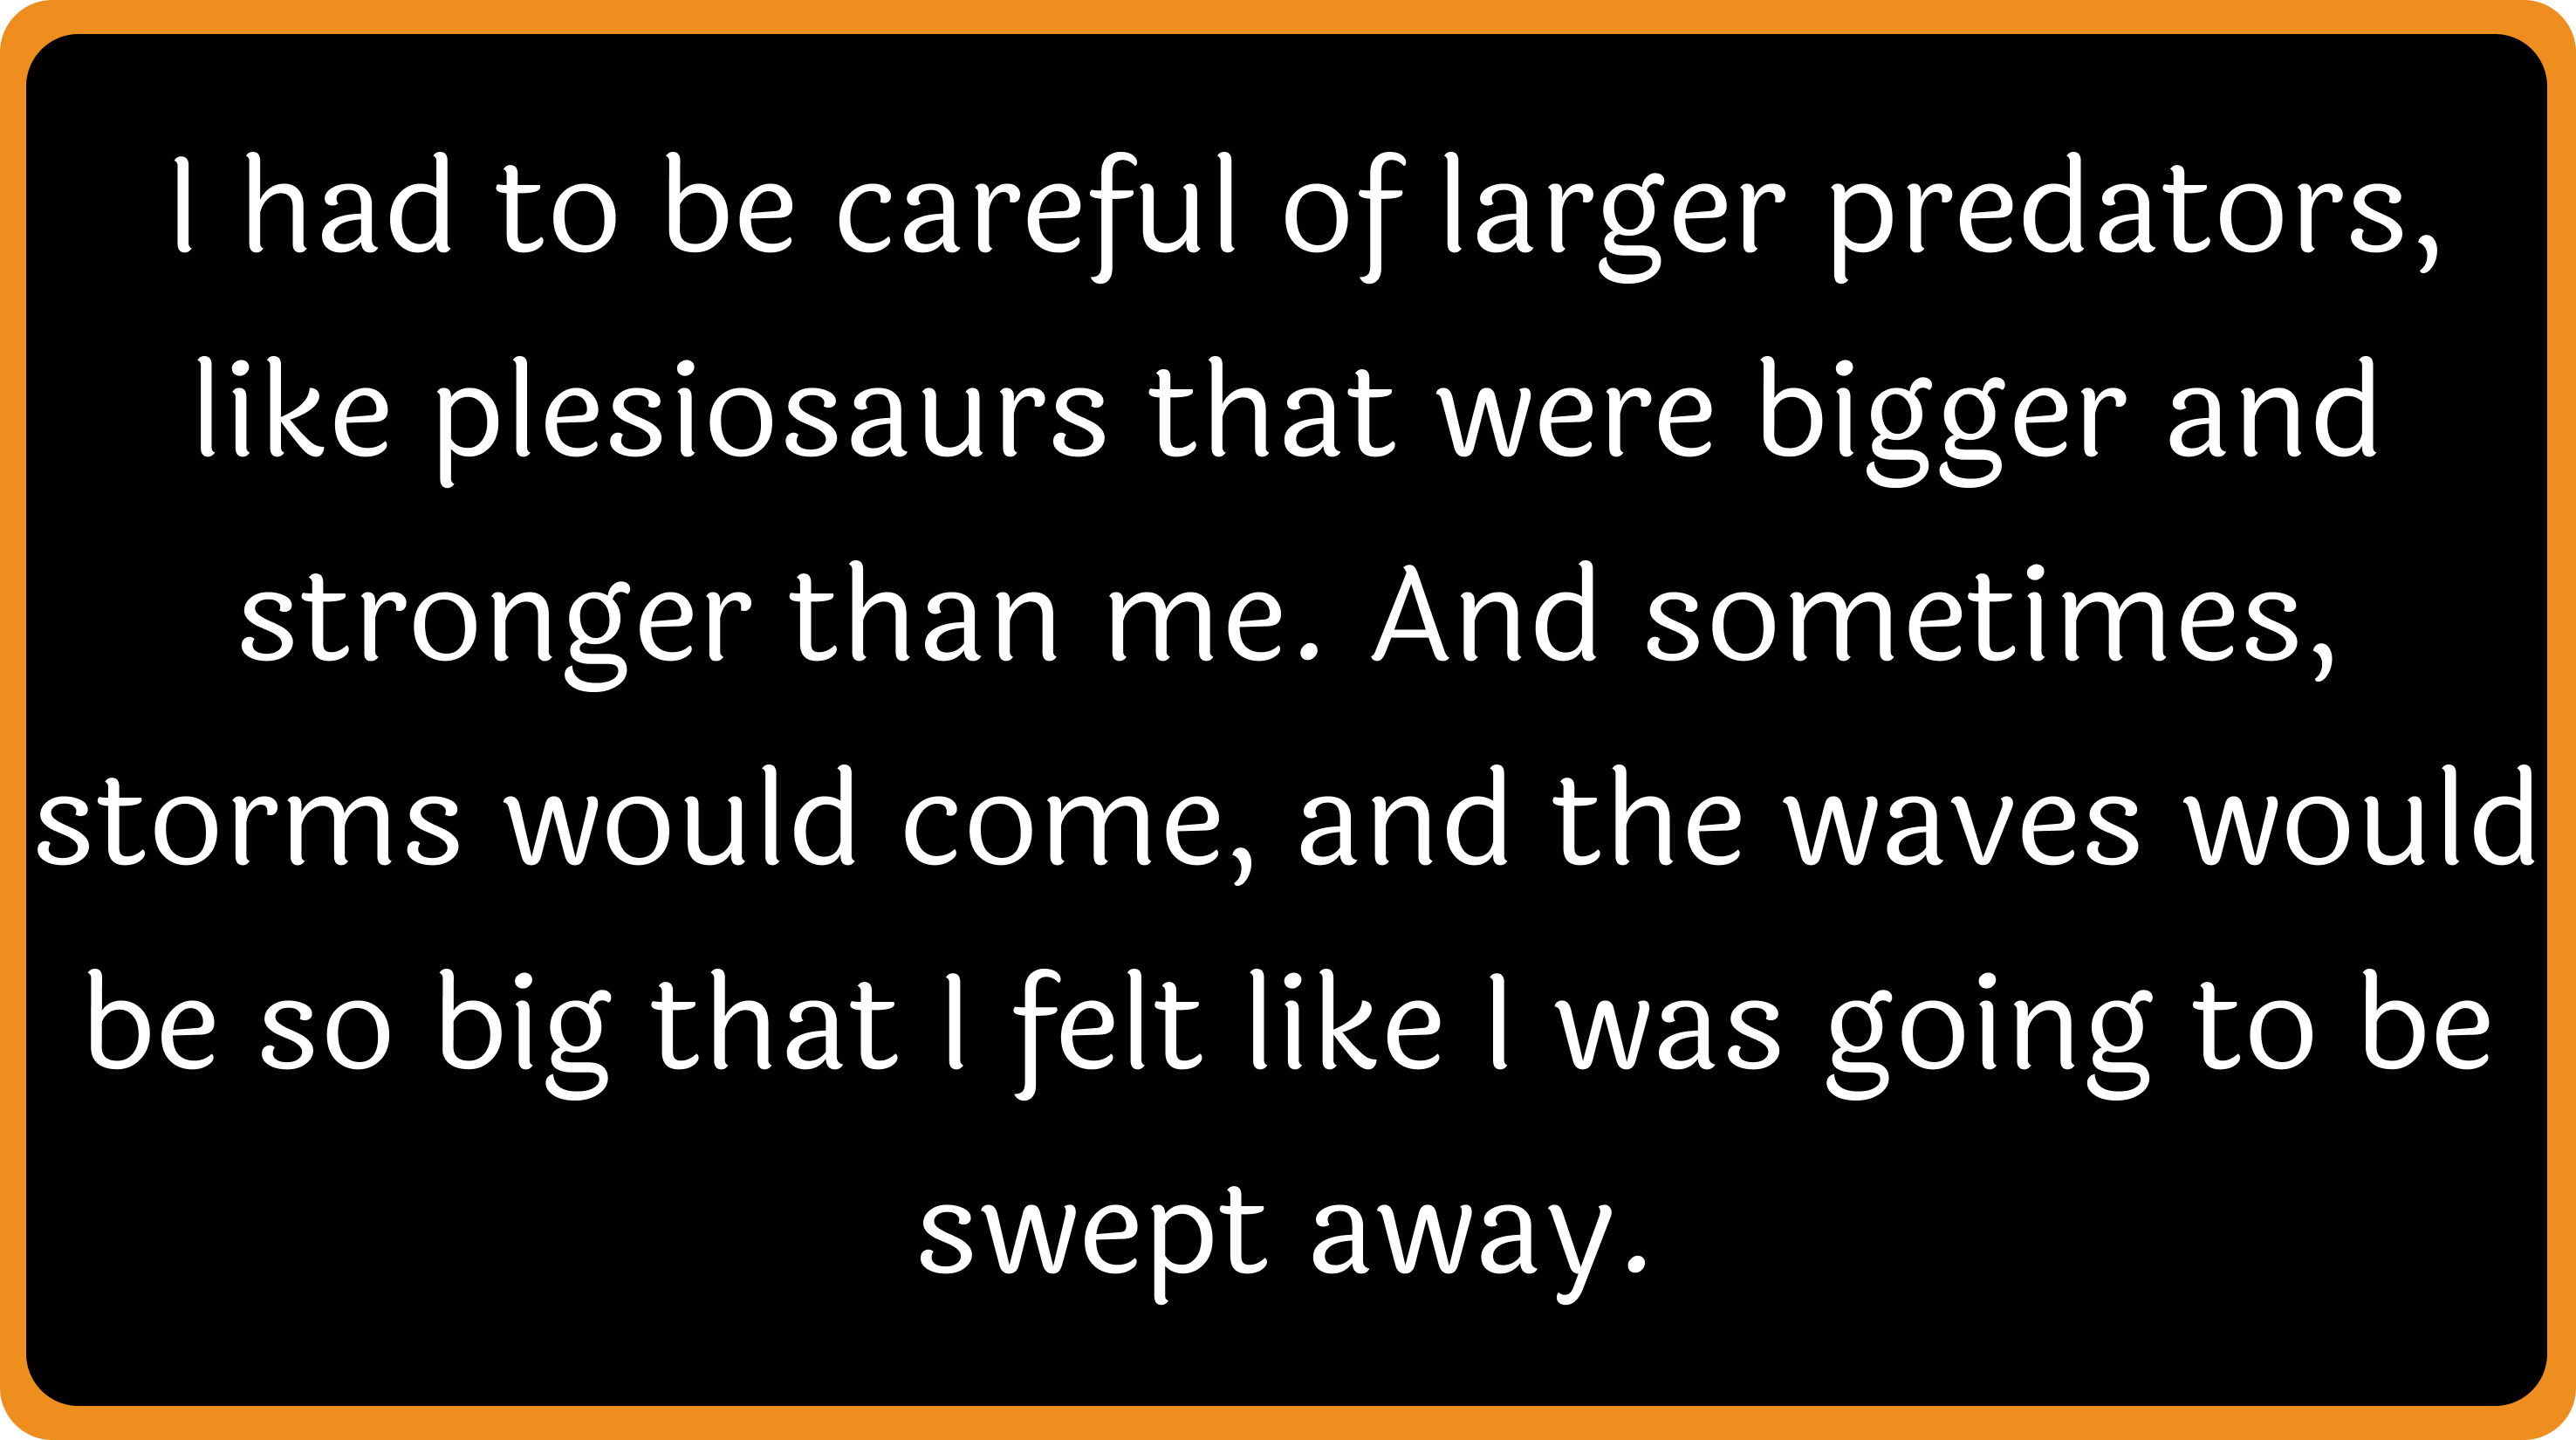 I had to be careful of larger predators,
like plesiosaurs that were bigger and
stronger than me. And sometimes,
storms would come, and the waves would
be so big that I felt like I was going to be
swept away.